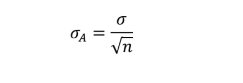 σ_A = σ / √n